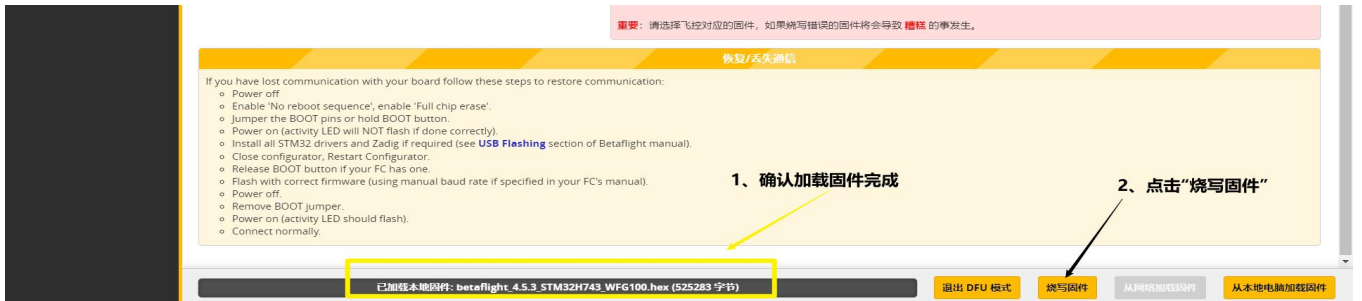 重要：请选择飞控对应的固件，如果烧写错误的固件将会导致 糟糕 的事发生。
恢复/丢失通信
If you have lost communication with your board follow these steps to restore communication:
Power off
Enable 'No reboot sequence', enable 'Full chip erase'.
Jumper the BOOT pins or hold BOOT button.
Power on (activity LED will NOT flash if done correctly).
Install all STM32 drivers and Zadig if required (see USB Flashing section of Betaflight manual).
Close configurator, Restart Configurator.
Release BOOT button if your FC has one.
Flash with correct firmware (using manual baud rate if specified in your FC's manual).
Power off.
Remove BOOT jumper.
Power on (activity LED should flash).
Connect normally.
1、确认加载固件完成
2、点击“烧写固件”
已加载本地固件: betaflight_4.5.3_STM32H743_WFG100.hex (525283 字节)
退出 DFU 模式
烧写固件
从网络加载固件
从本地电脑加载固件